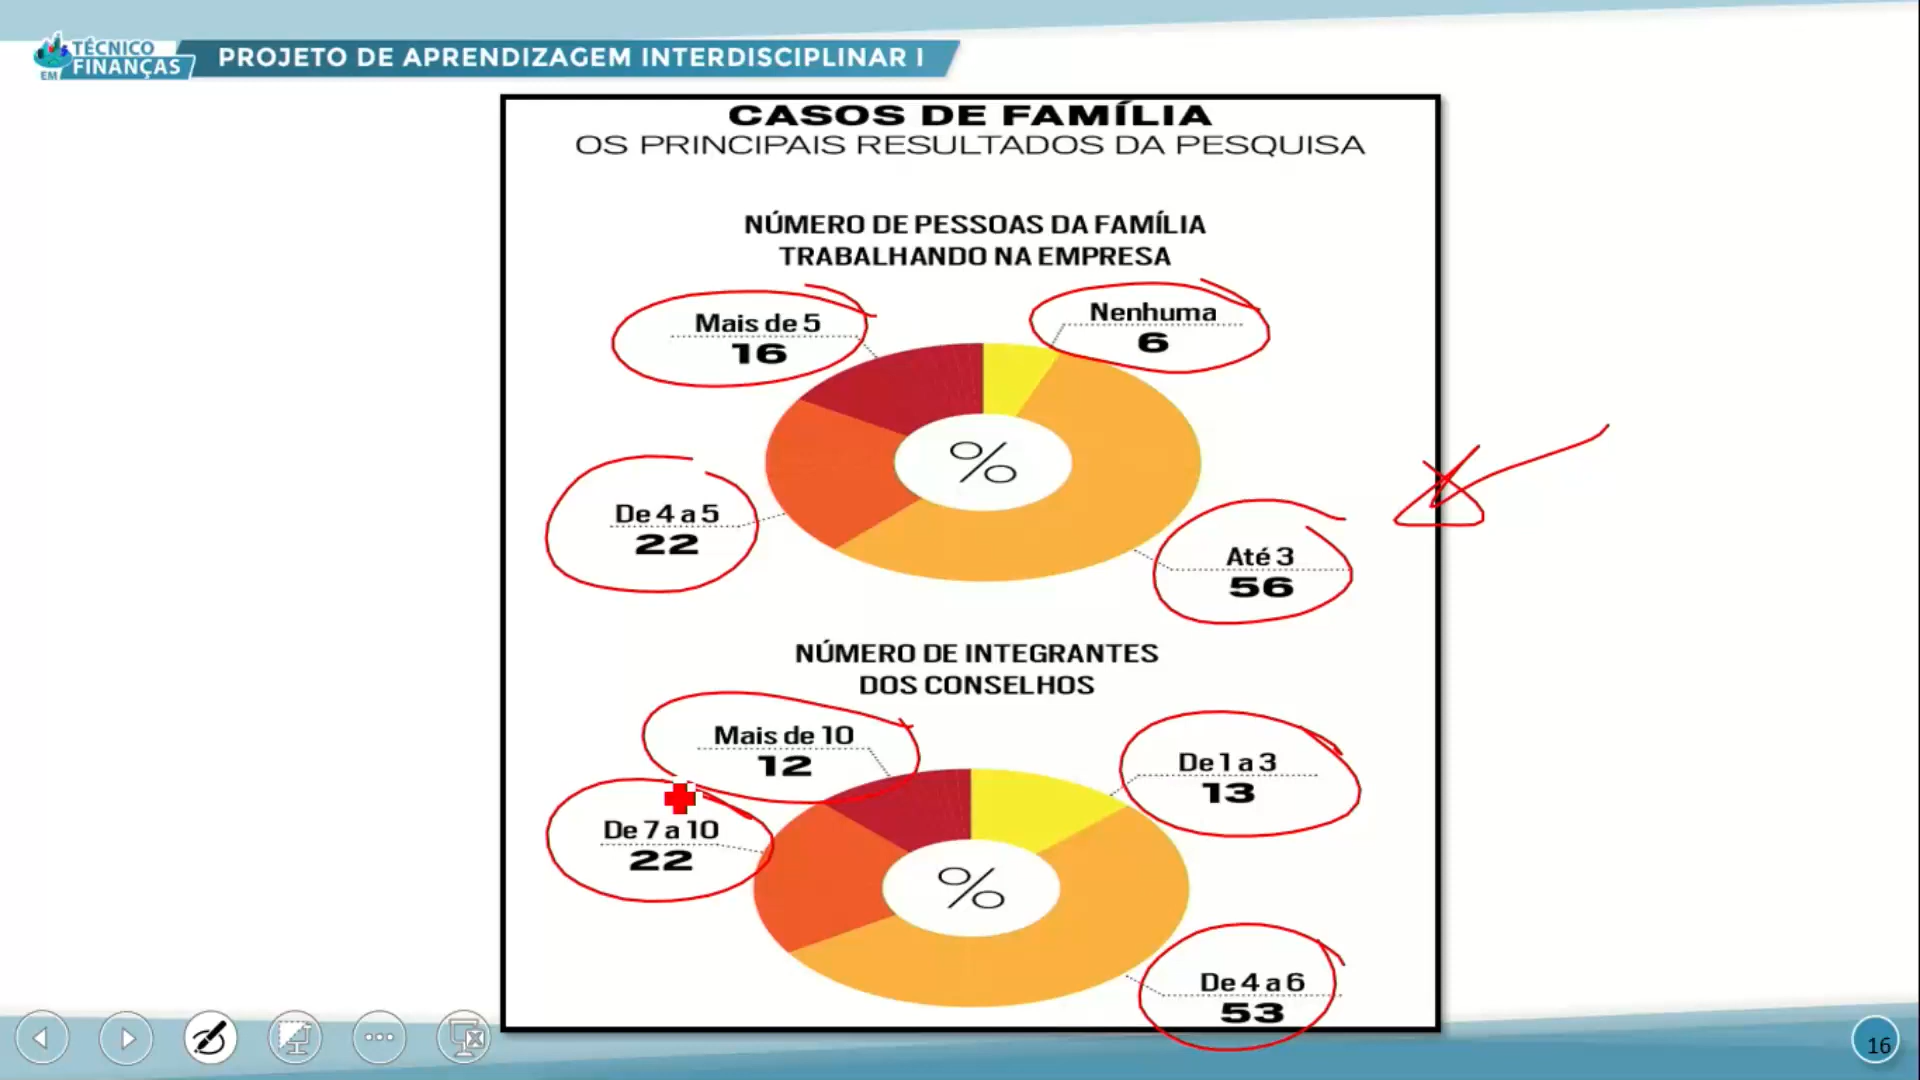 TÉCNICO
EM FINANÇAS
PROJETO DE APRENDIZAGEM INTERDISCIPLINAR I
CASOS DE FAMÍLIA
OS PRINCIPAIS RESULTADOS DA PESQUISA
NÚMERO DE PESSOAS DA FAMÍLIA
TRABALHANDO NA EMPRESA
Mais de 5
16
Nenhuma
6
%
De 4 a 5
22
Até 3
56
NÚMERO DE INTEGRANTES
DOS CONSELHOS
Mais de 10
12
De 1 a 3
13
De 7 a 10
22
%
De 4 a 6
53
16